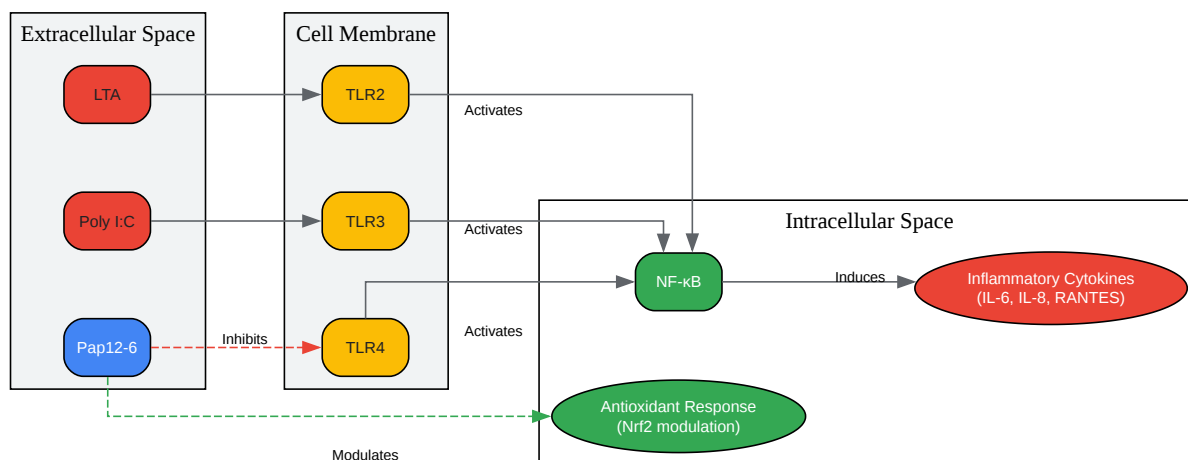 Extracellular Space
Cell Membrane
LTA
TLR2
Activates
Poly I:C
TLR3
Activates
Intracellular Space
NF-κB
Induces
Inflammatory Cytokines
(IL-6, IL-8, RANTES)
Pap12-6
Inhibits
TLR4
Activates
Antioxidant Response
(Nrf2 modulation)
Modulates